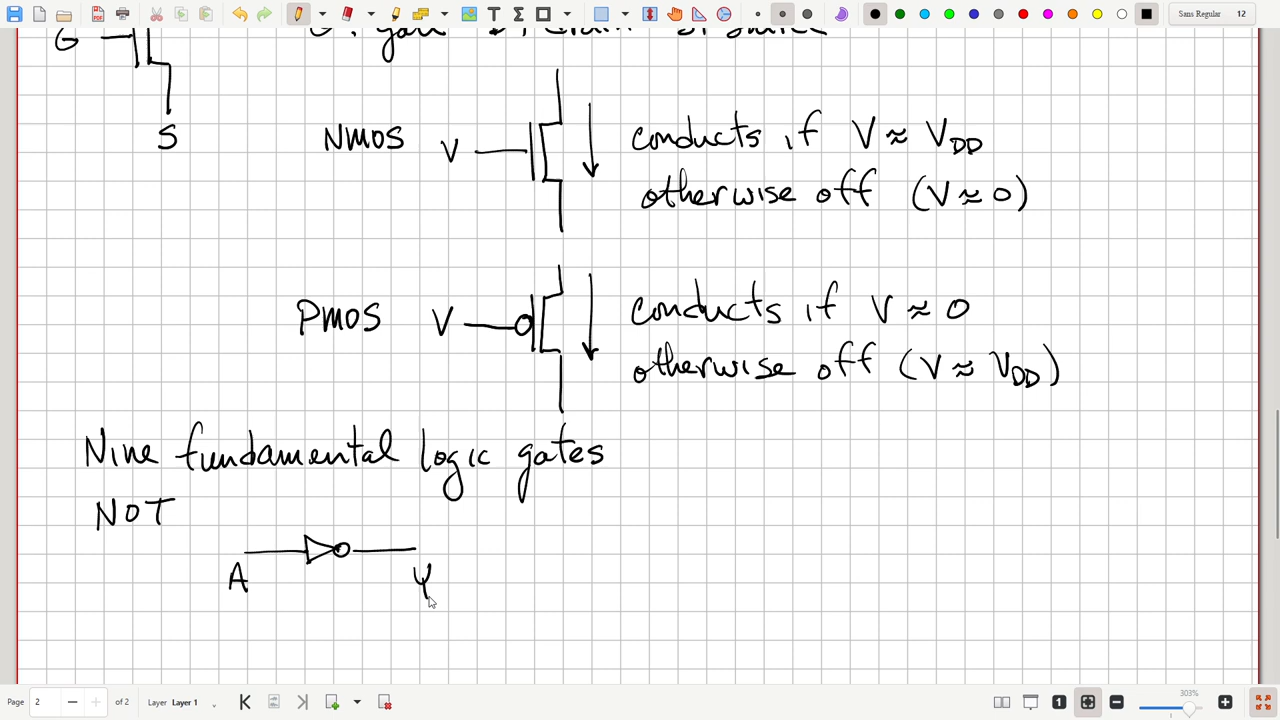 Sans Regular 12
G
S
NMOS V conducts if V ≈ VDD
otherwise off (V ≈ 0)
PMOS V conducts if V ≈ 0
otherwise off (V ≈ VDD)
Nine fundamental logic gates
NOT
A Y
Page 2 of 2 Layer Layer 1 1 303%